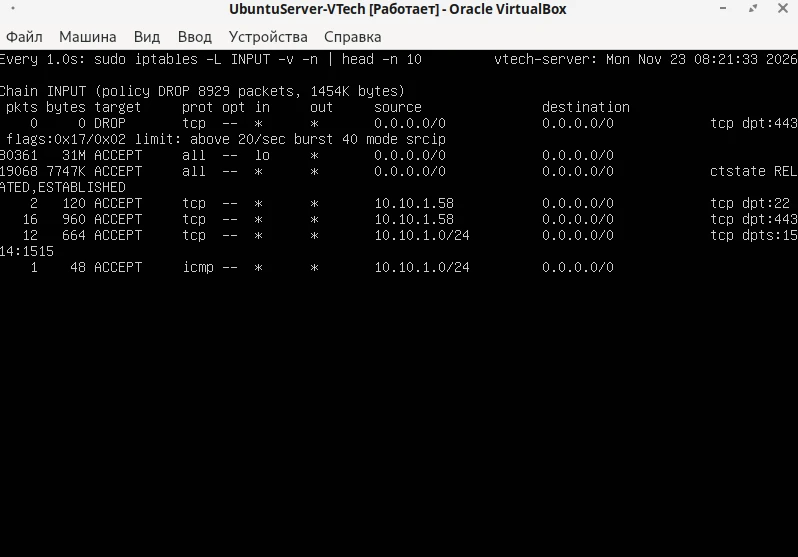 UbuntuServer-VTech [Работает] - Oracle VirtualBox
Файл Машина Вид Ввод Устройства Справка
Every 1.0s: sudo iptables -L INPUT -v -n | head -n 10 vtech-server: Mon Nov 23 08:21:33 2026
Chain INPUT (policy DROP 8929 packets, 1454K bytes)
pkts bytes target prot opt in out source destination
0 0 DROP tcp -- * * 0.0.0.0/0 0.0.0.0/0 tcp dpt:443
flags:0x17/0x02 limit: above 20/sec burst 40 mode srcip
80361 31M ACCEPT all -- lo * 0.0.0.0/0 0.0.0.0/0
19068 7747K ACCEPT all -- * * 0.0.0.0/0 0.0.0.0/0 ctstate REL
ATED,ESTABLISHED
2 120 ACCEPT tcp -- * * 10.10.1.58 0.0.0.0/0 tcp dpt:22
16 960 ACCEPT tcp -- * * 10.10.1.58 0.0.0.0/0 tcp dpt:443
12 664 ACCEPT tcp -- * * 10.10.1.0/24 0.0.0.0/0 tcp dpts:15
14:1515
1 48 ACCEPT icmp -- * * 10.10.1.0/24 0.0.0.0/0